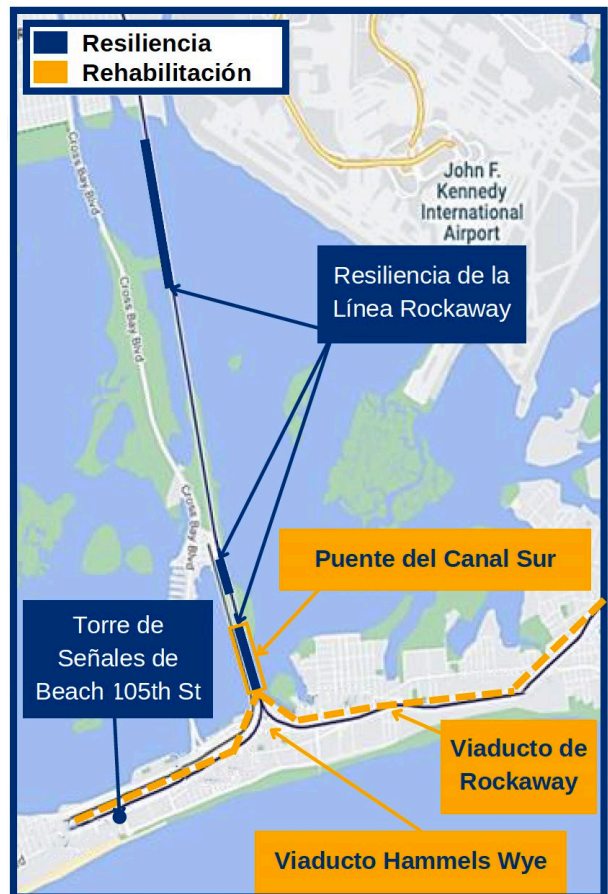 Resiliencia
Rehabilitación
Cross Bay Blvd
John F.
Kennedy
International
Airport
Resiliencia de la
Línea Rockaway
Cross Bay Blvd
Cross Bay Blvd
Puente del Canal Sur
Torre de
Señales de
Beach 105th St
Viaducto de
Rockaway
Viaducto Hammels Wye